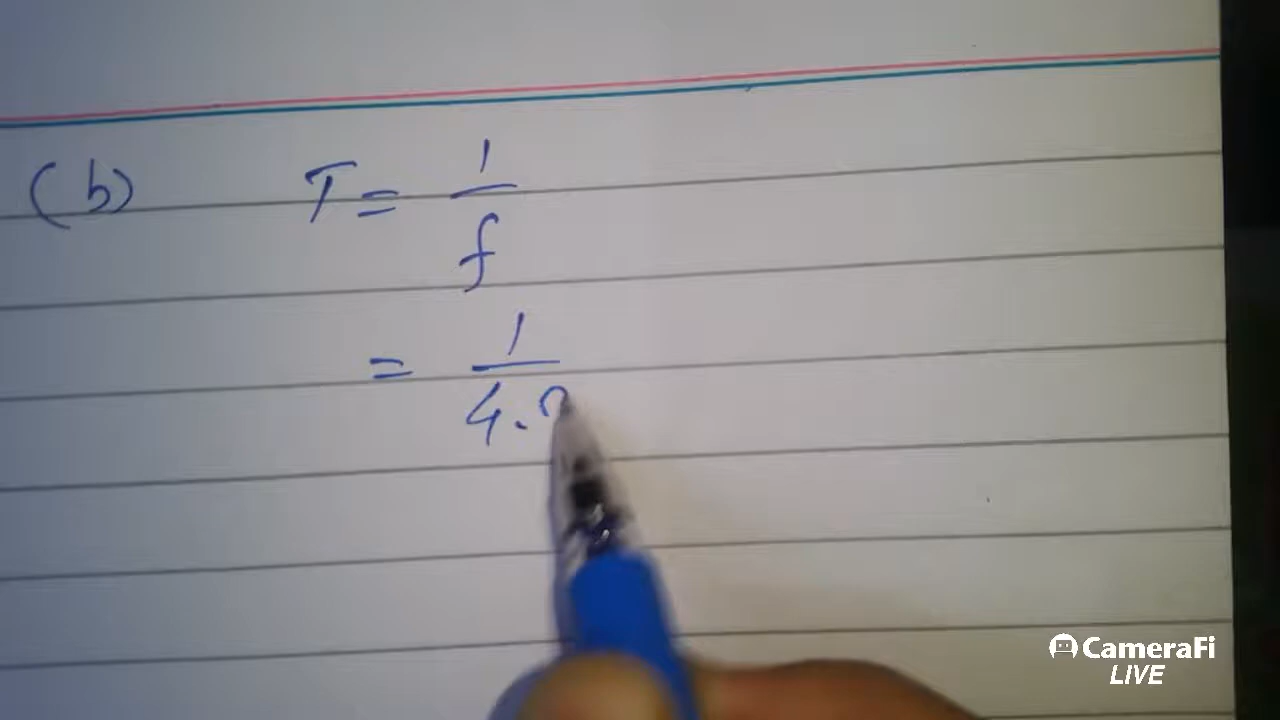 (b) T = 1/f
= 1/4.
CameraFi
LIVE